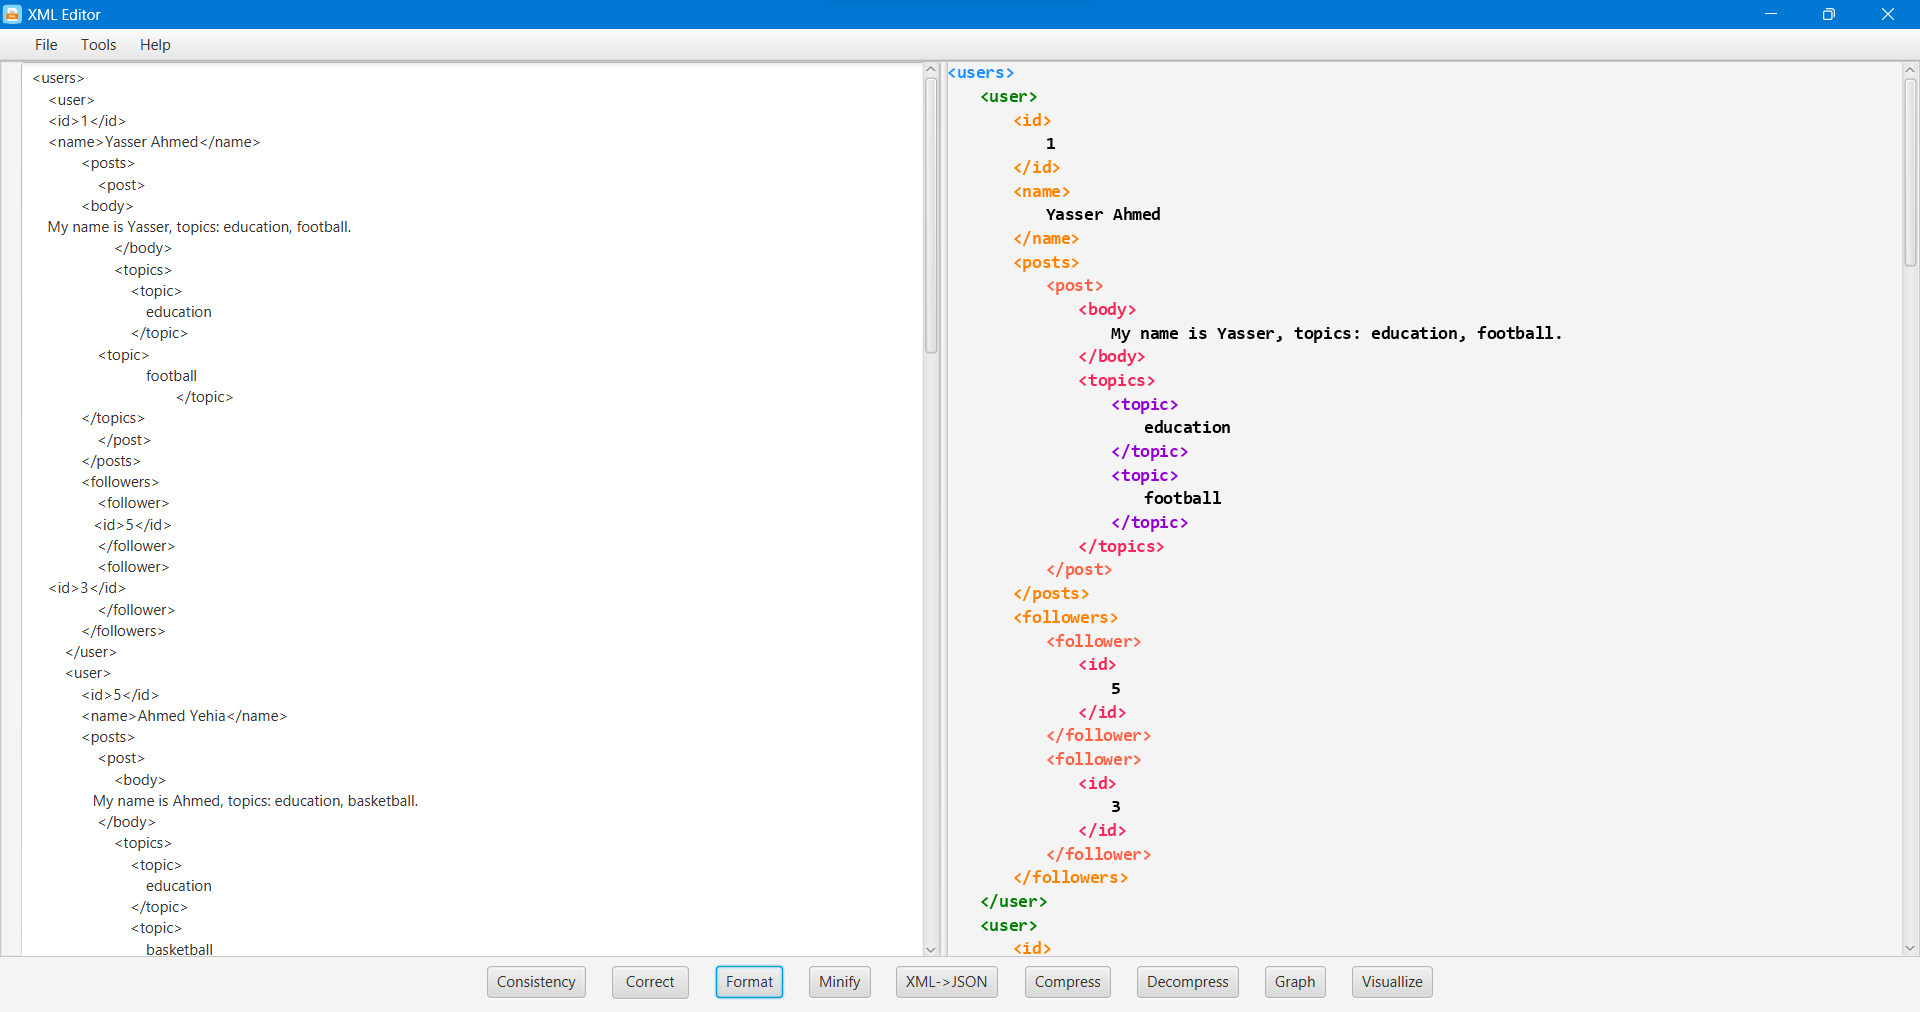 XML Editor
File Tools Help
<users>
<user>
<id>1</id>
<name>Yasser Ahmed</name>
<posts>
<post>
<body>
My name is Yasser, topics: education, football.
</body>
<topics>
<topic>
education
</topic>
<topic>
football
</topic>
</topics>
</post>
</posts>
<followers>
<follower>
<id>5</id>
</follower>
<follower>
<id>3</id>
</follower>
</followers>
</user>
<user>
<id>5</id>
<name>Ahmed Yehia</name>
<posts>
<post>
<body>
My name is Ahmed, topics: education, basketball.
</body>
<topics>
<topic>
education
</topic>
<topic>
basketball
<users>
<user>
<id>
1
</id>
<name>
Yasser Ahmed
</name>
<posts>
<post>
<body>
My name is Yasser, topics: education, football.
</body>
<topics>
<topic>
education
</topic>
<topic>
football
</topic>
</topics>
</post>
</posts>
<followers>
<follower>
<id>
5
</id>
</follower>
<follower>
<id>
3
</id>
</follower>
</followers>
</user>
<user>
<id>
Consistency Correct Format Minify XML->JSON Compress Decompress Graph Visuallize